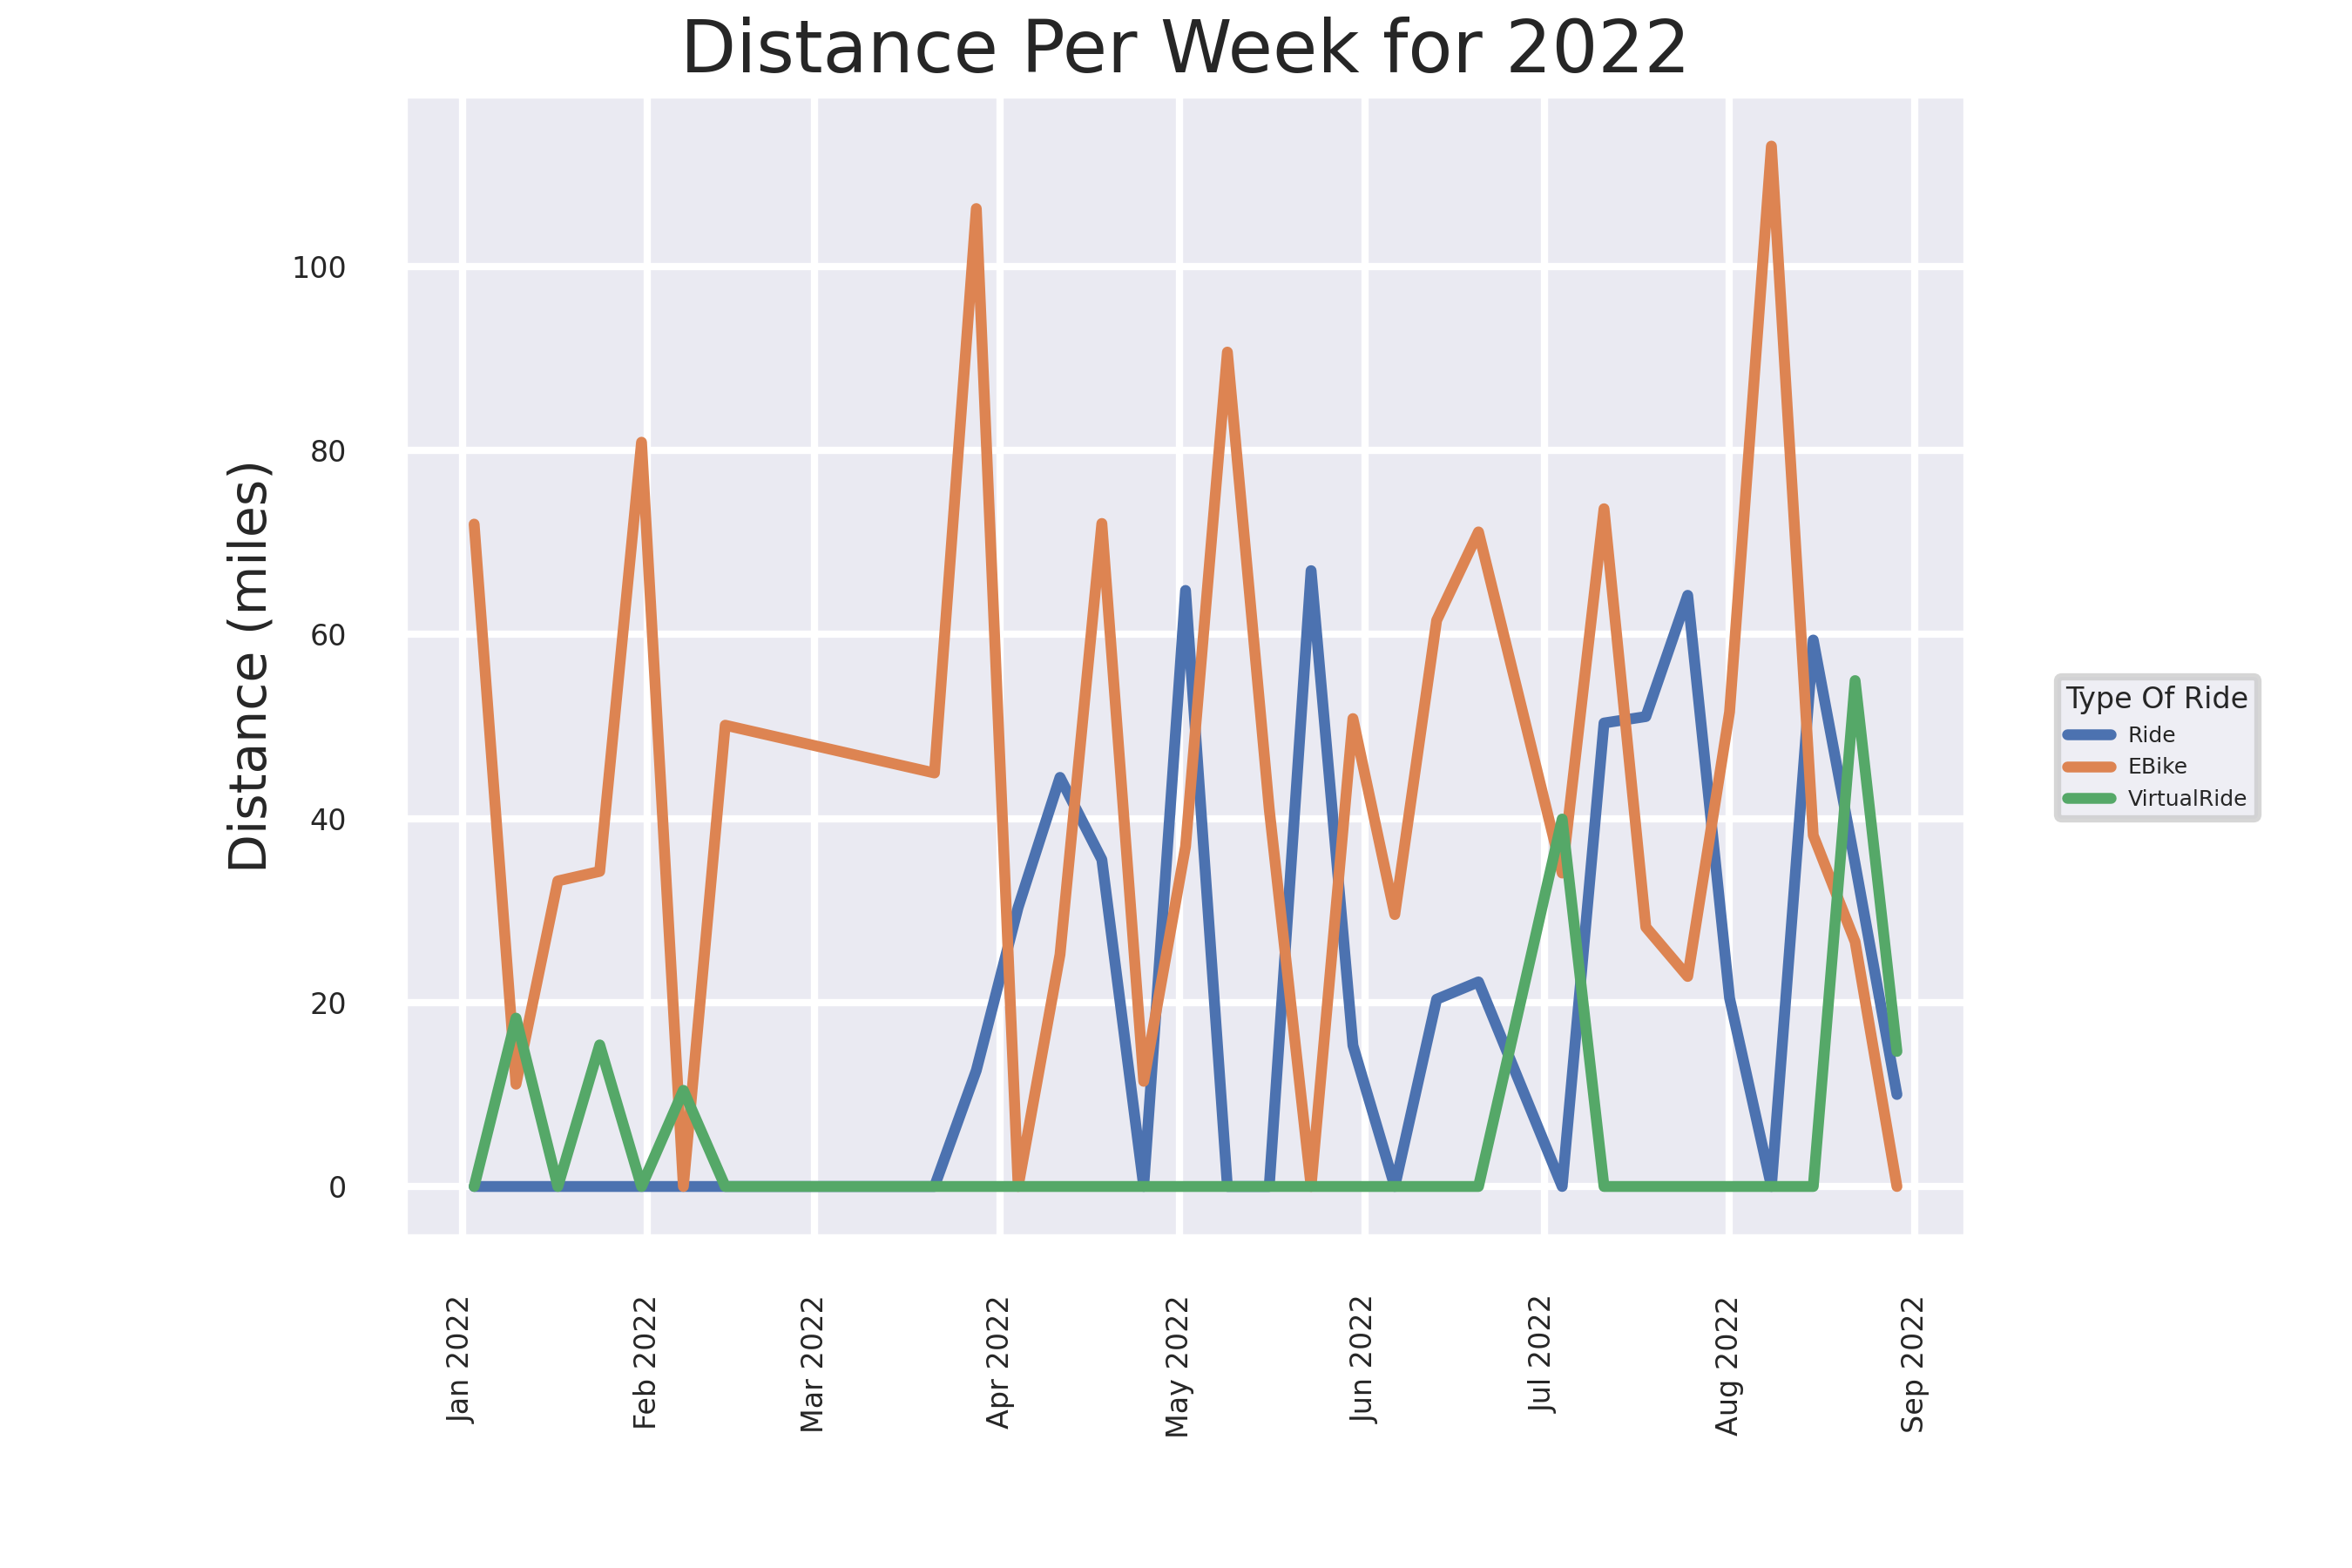 Distance Per Week for 2022
Distance (miles)
100
80
60
40
20
0
Jan 2022
Feb 2022
Mar 2022
Apr 2022
May 2022
Jun 2022
Jul 2022
Aug 2022
Sep 2022
Type Of Ride
Ride
EBike
VirtualRide